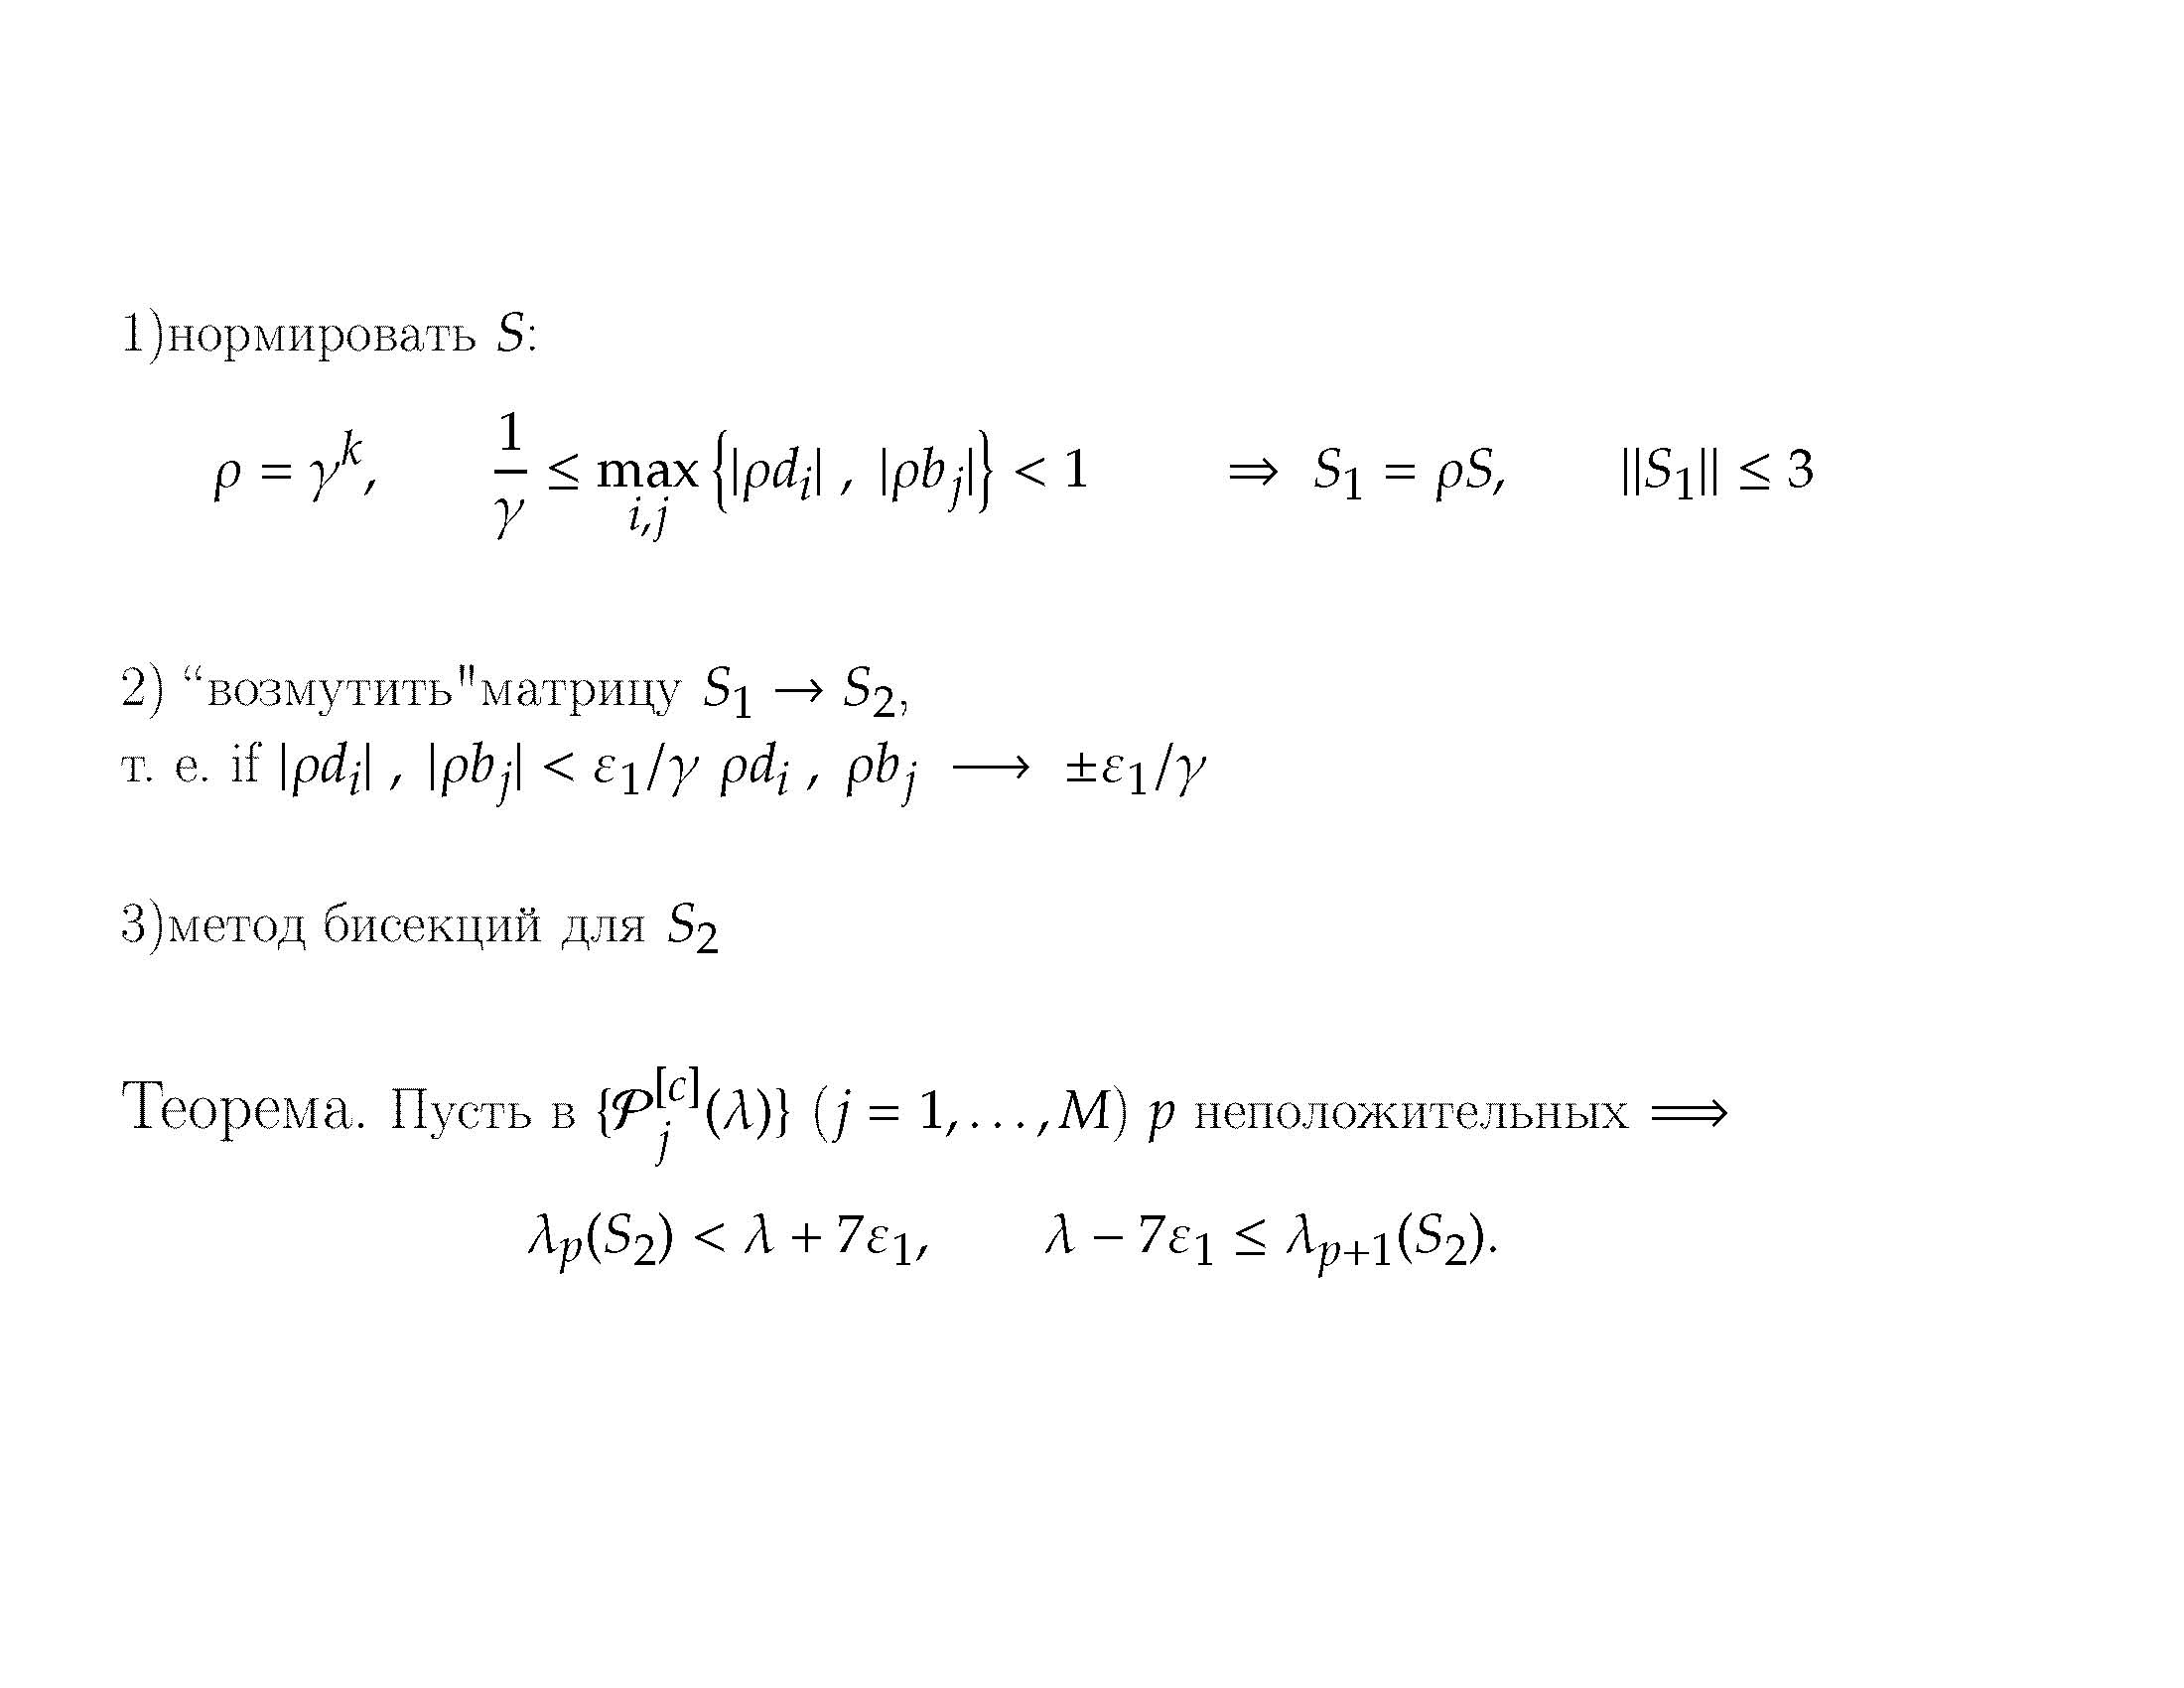 1)нормировать S:
ρ = γ^k, 1/γ ≤ max_{i,j} {|ρd_i| , |ρb_j|} < 1 ⇒ S_1 = ρS, ||S_1|| ≤ 3
2) “возмутить"матрицу S_1 → S_2,
т. е. if |ρd_i| , |ρb_j| < ε_1/γ ρd_i , ρb_j ⟶ ±ε_1/γ
3)метод бисекций для S_2
Теорема. Пусть в {𝒫_j^{[c]}(λ)} (j = 1, . . . , M) p неположительных ⟹
λ_p(S_2) < λ + 7ε_1, λ − 7ε_1 ≤ λ_{p+1}(S_2).